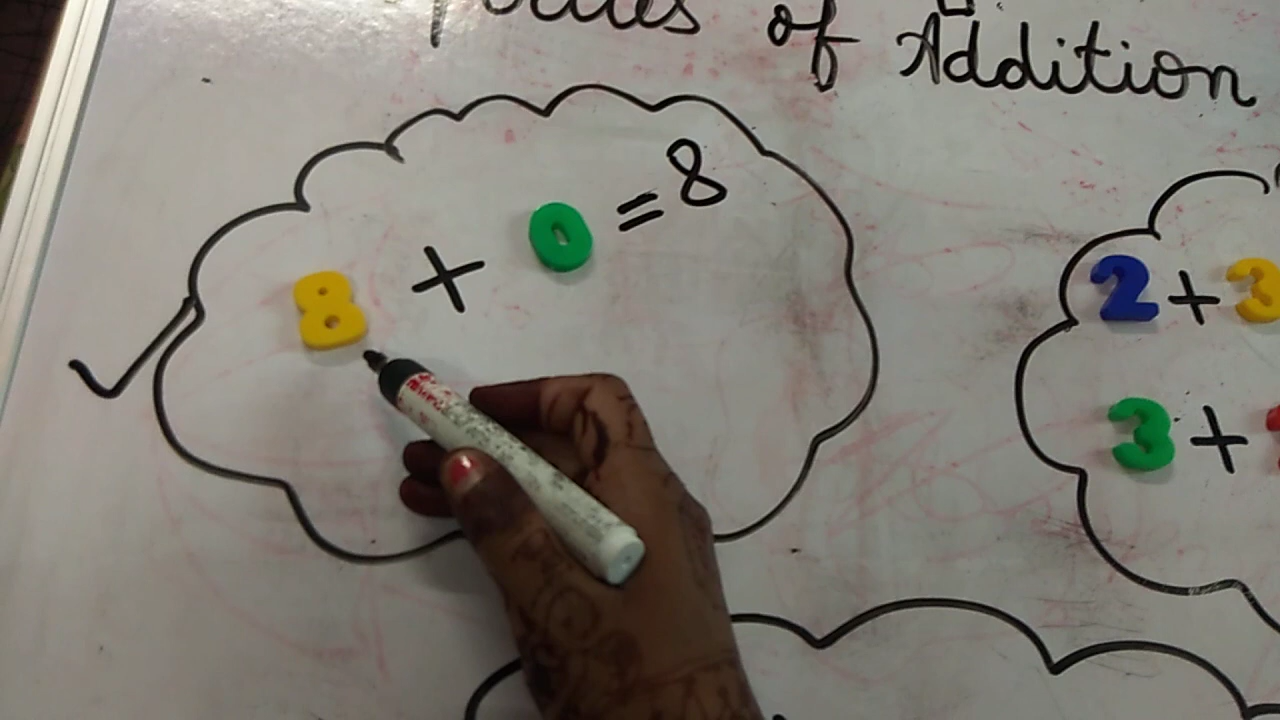 of Addition
8 + 0 = 8
2 + 3
3 +